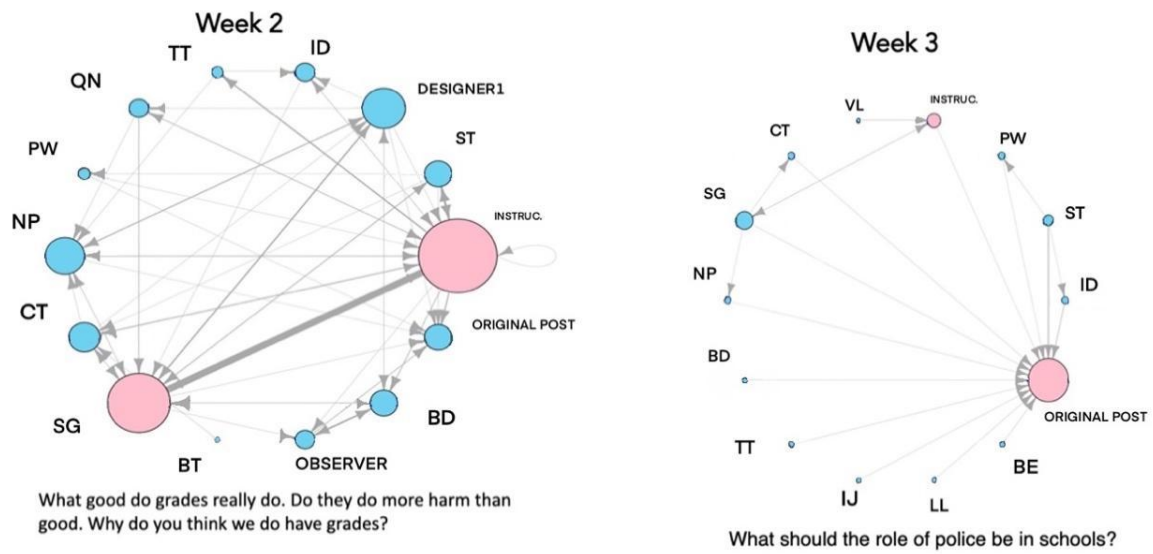 Week 2
TT
ID
QN
DESIGNER1
ST
PW
NP
INSTRUC.
CT
ORIGINAL POST
SG
BD
BT
OBSERVER
What good do grades really do. Do they do more harm than
good. Why do you think we do have grades?
Week 3
VL
INSTRUC.
CT
PW
SG
ST
NP
ID
BD
ORIGINAL POST
TT
BE
IJ
LL
What should the role of police be in schools?